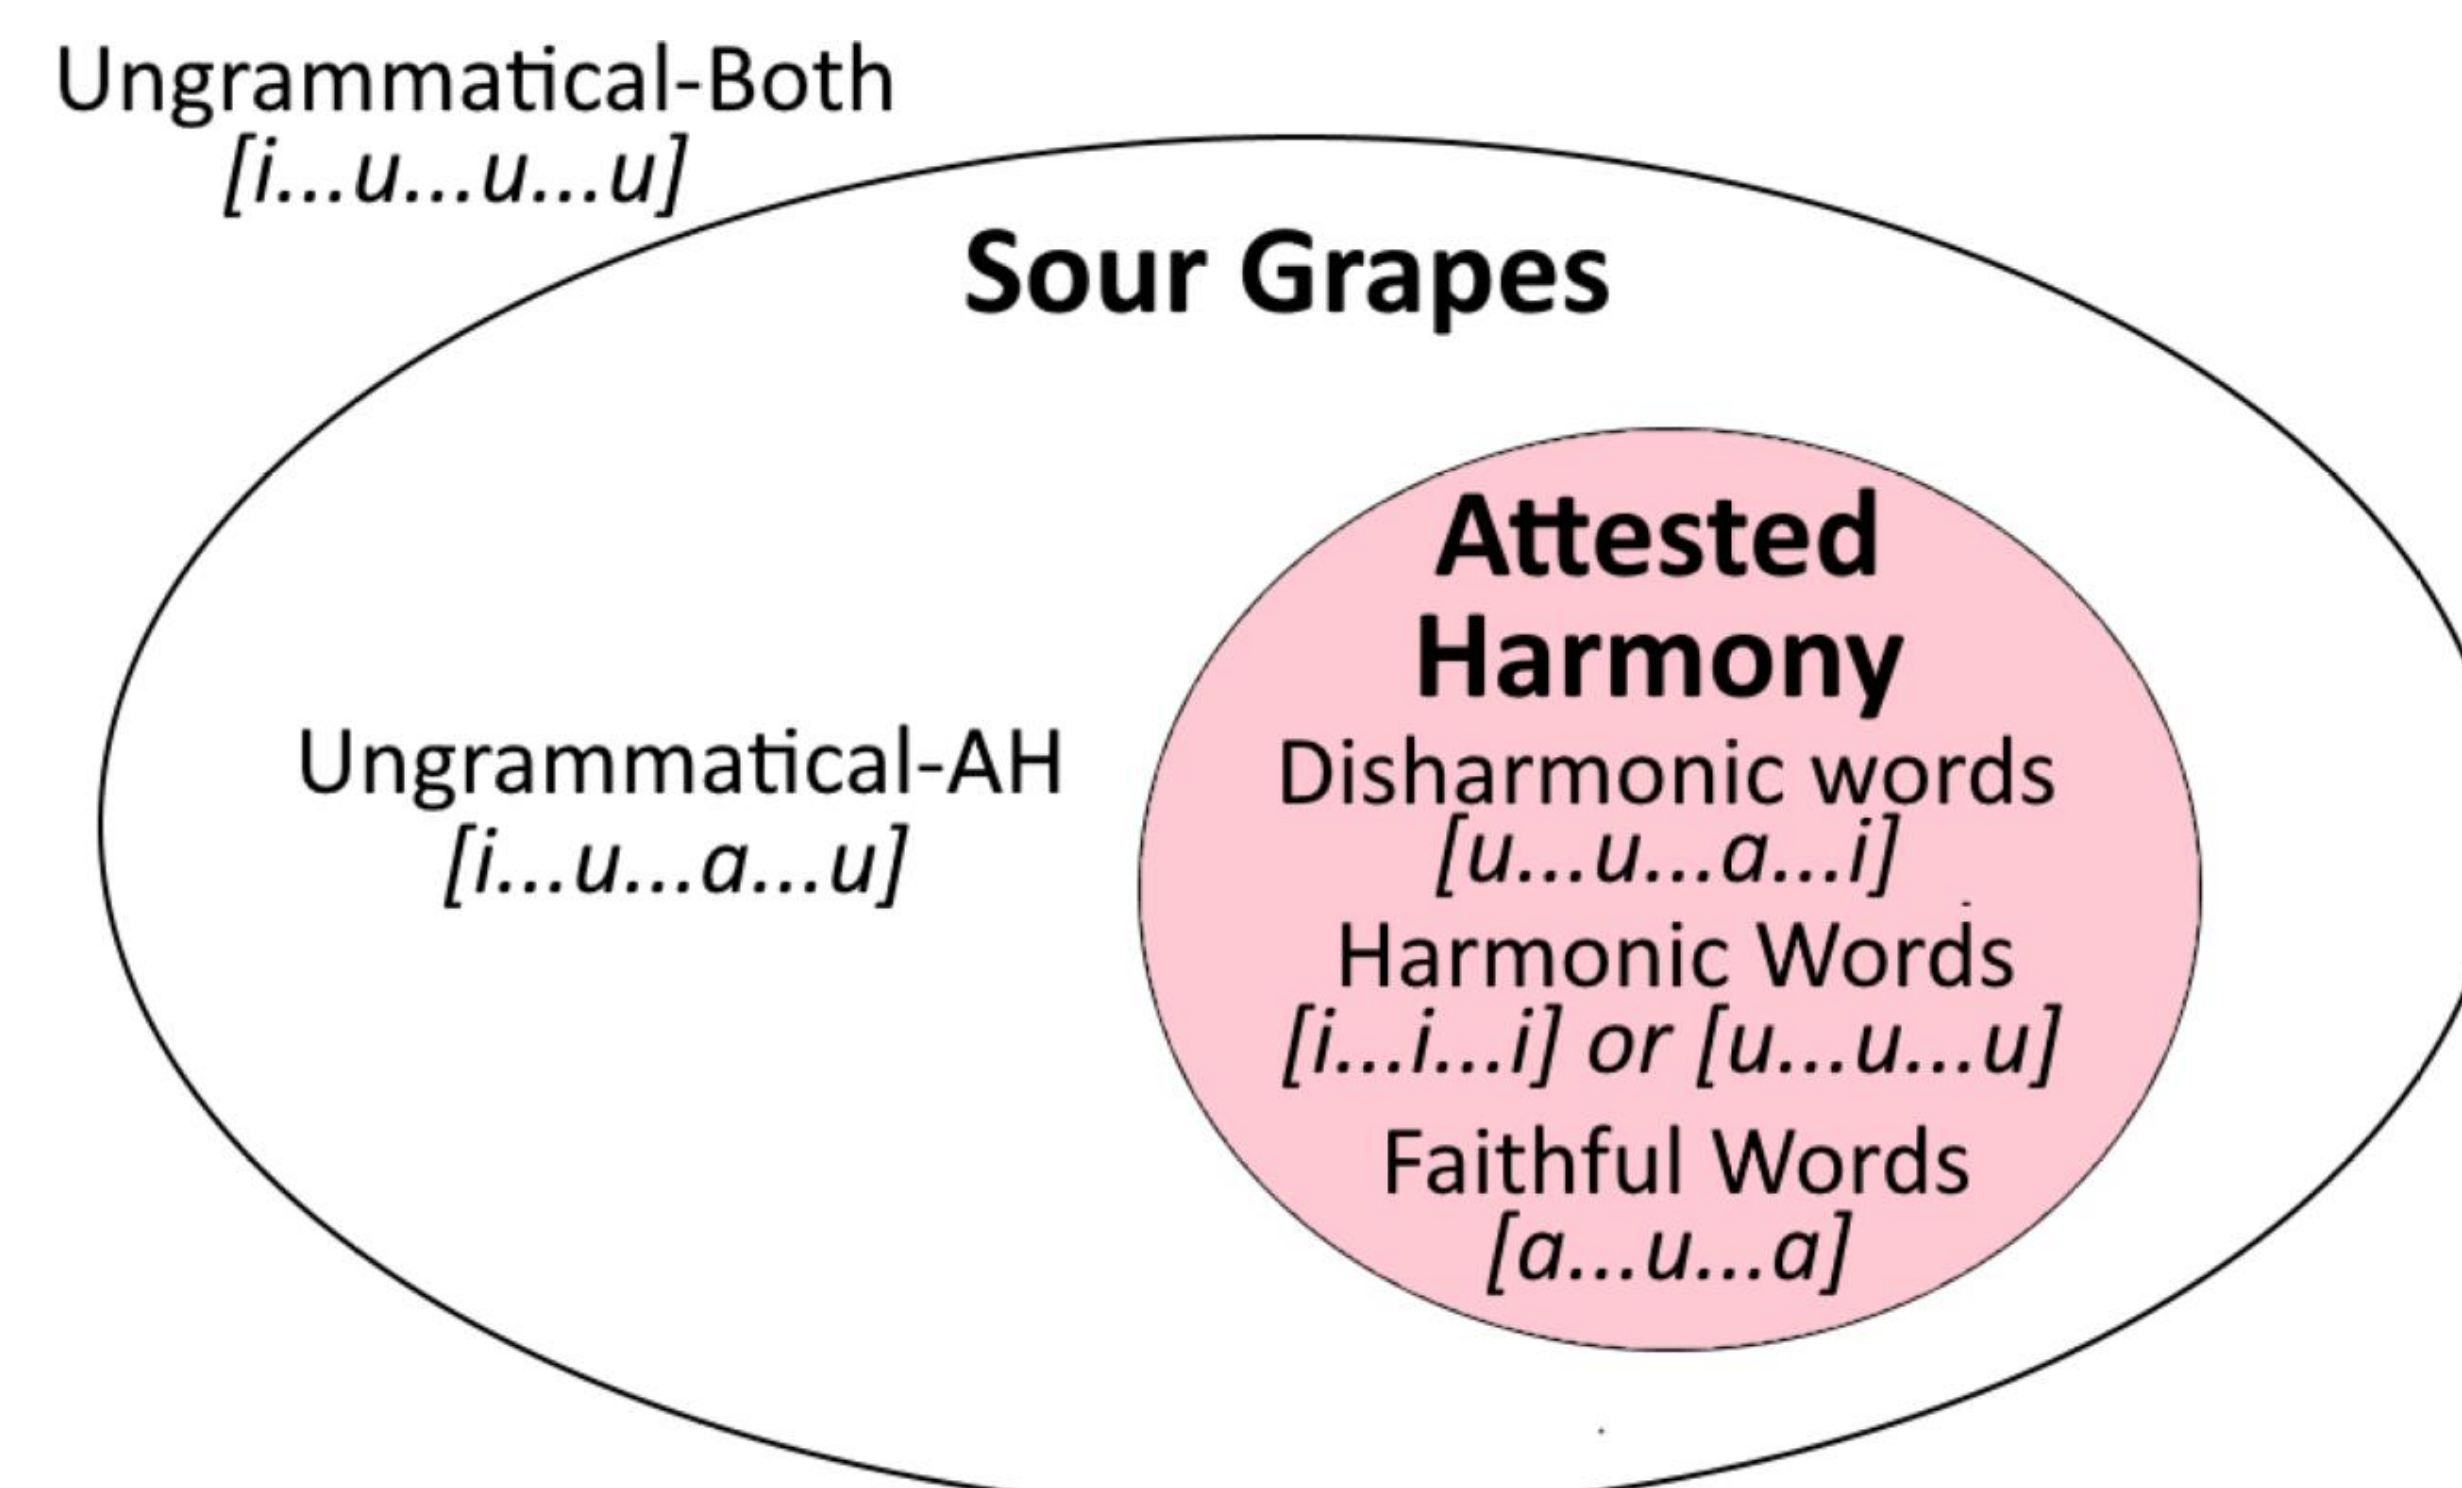 Ungrammatical-Both
[i...u...u...u]
Sour Grapes
Attested
Harmony
Ungrammatical-AH
[i...u...a...u]
Disharmonic words
[u...u...a...i]
Harmonic Words
[i...i...i] or [u...u...u]
Faithful Words
[a...u...a]